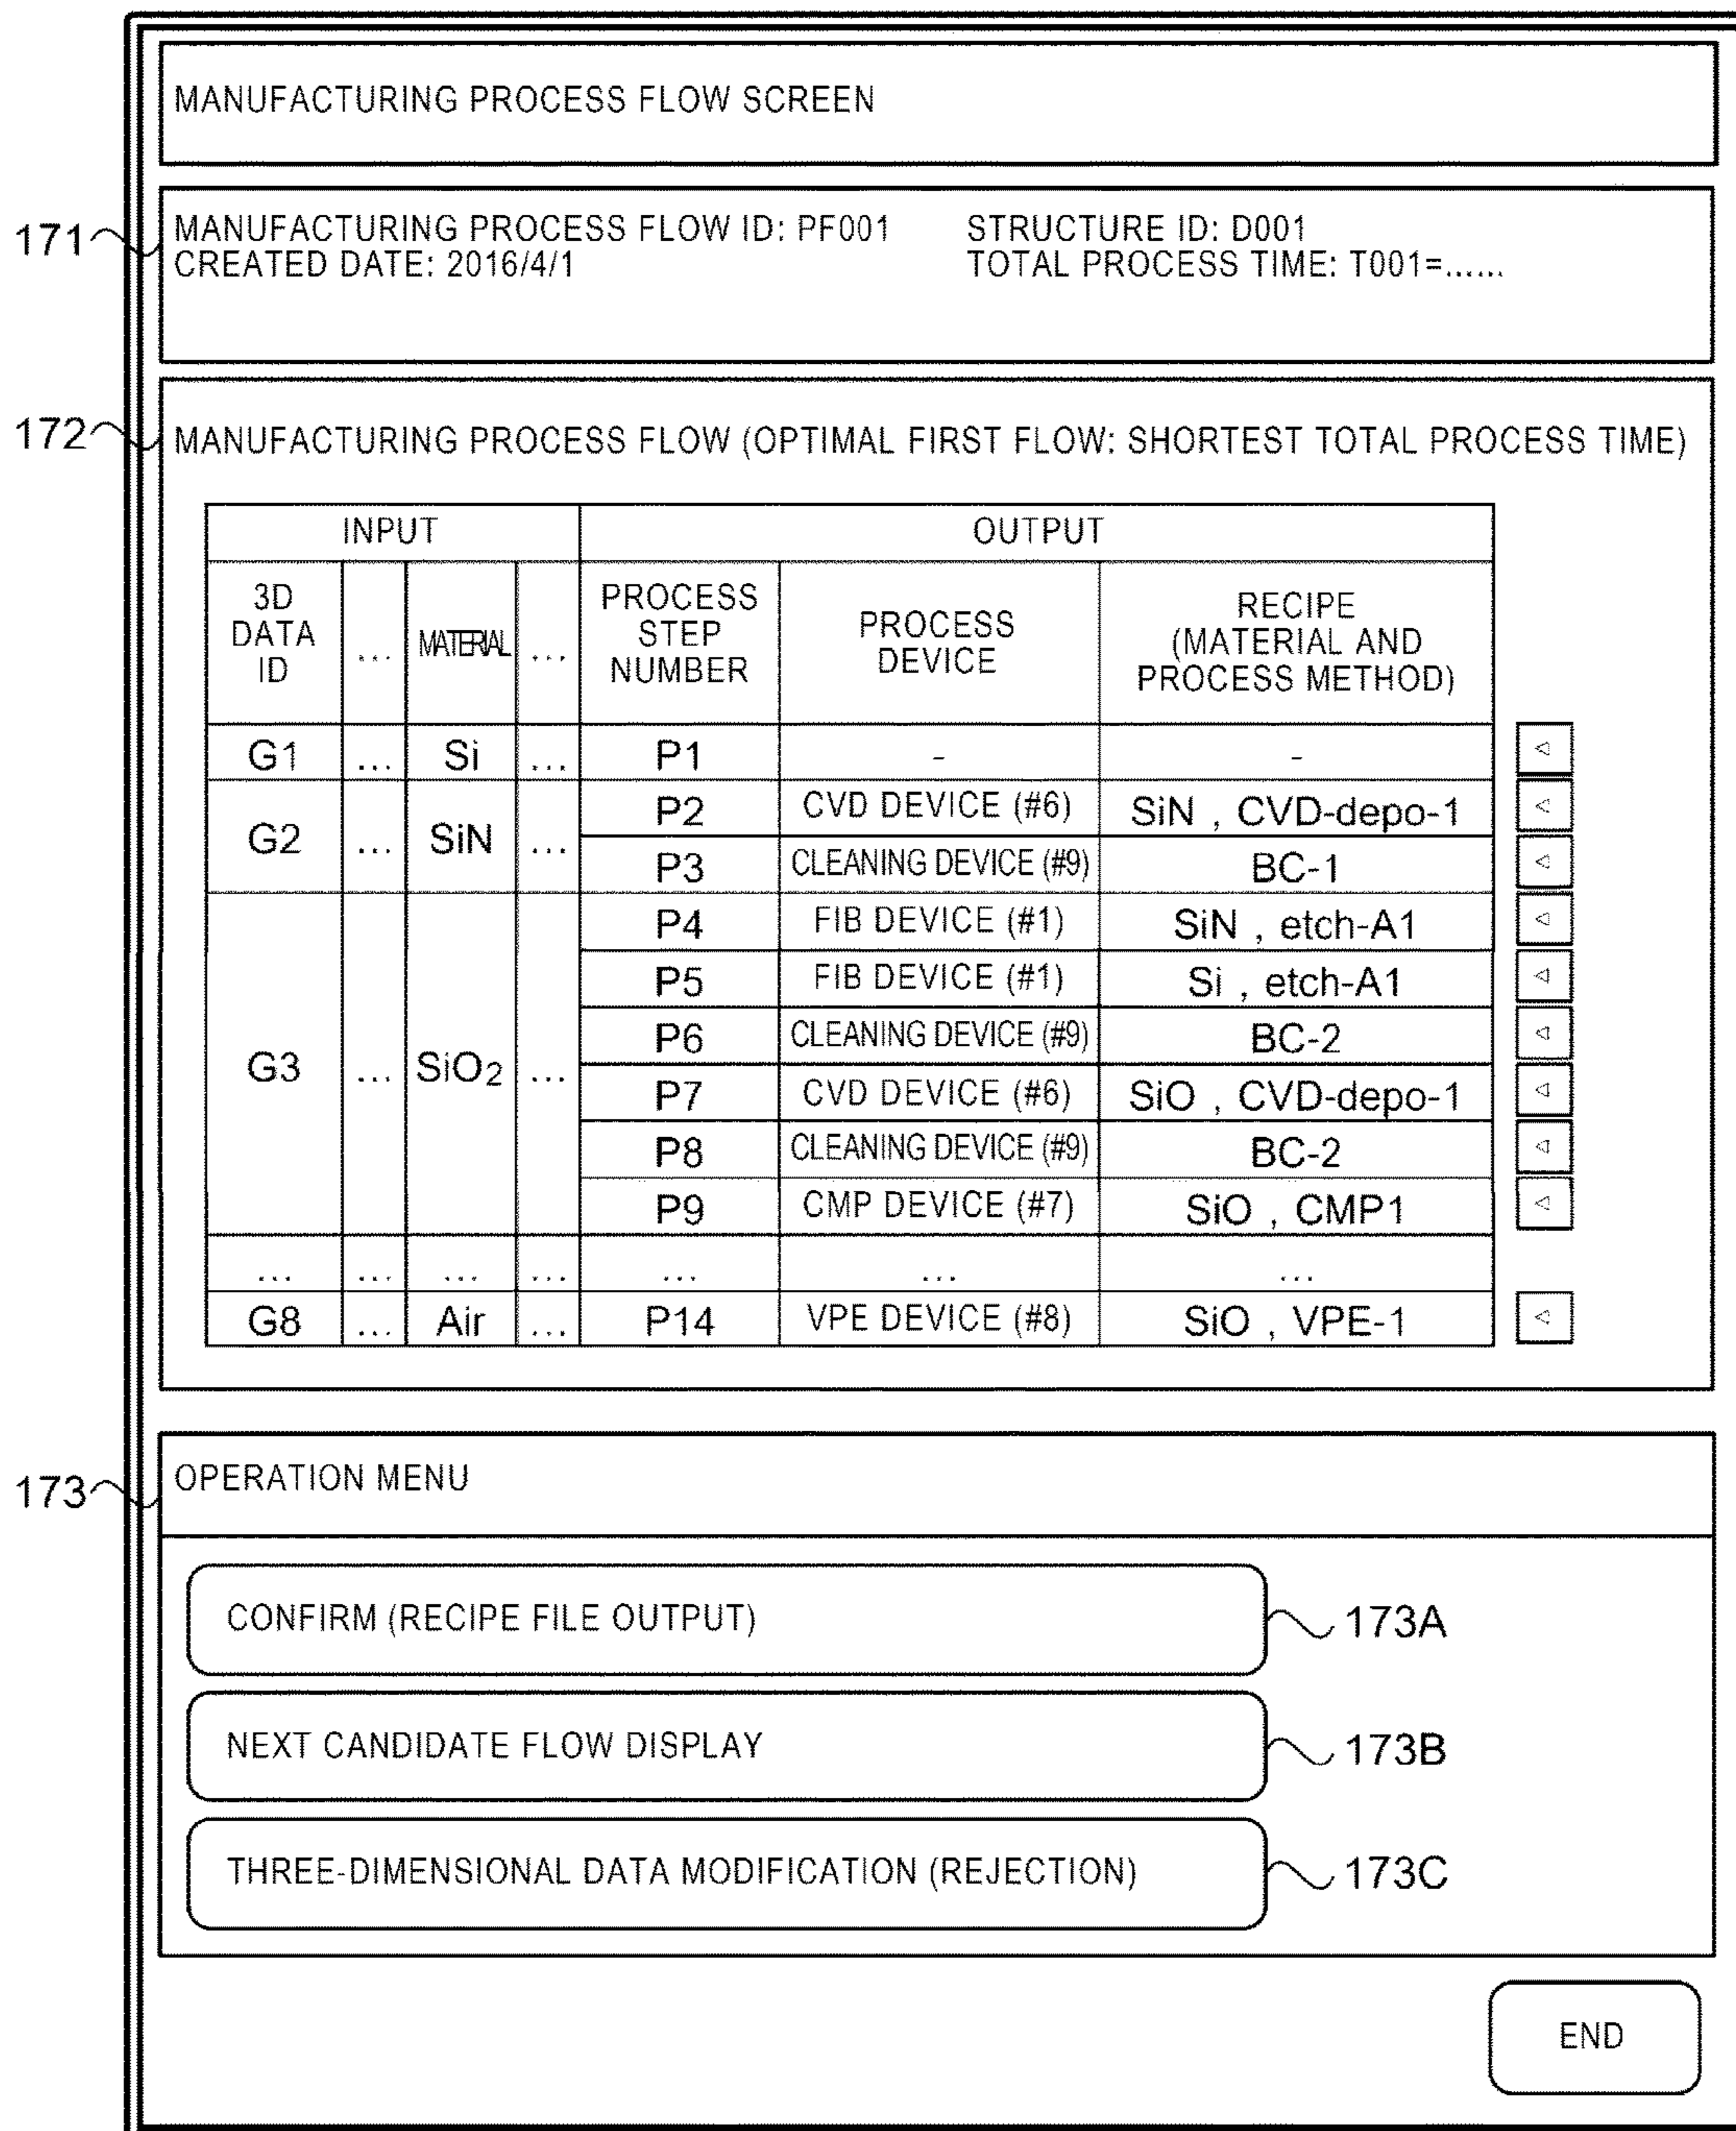 MANUFACTURING PROCESS FLOW SCREEN
171
MANUFACTURING PROCESS FLOW ID: PF001 STRUCTURE ID: D001
CREATED DATE: 2016/4/1 TOTAL PROCESS TIME: T001=......
172
MANUFACTURING PROCESS FLOW (OPTIMAL FIRST FLOW: SHORTEST TOTAL PROCESS TIME)
INPUT OUTPUT
3D DATA ID ... MATERIAL ... PROCESS STEP NUMBER PROCESS DEVICE RECIPE (MATERIAL AND PROCESS METHOD)
G1 ... Si ... P1 - -
G2 ... SiN ... P2 CVD DEVICE (#6) SiN , CVD-depo-1
P3 CLEANING DEVICE (#9) BC-1
G3 ... SiO2 ... P4 FIB DEVICE (#1) SiN , etch-A1
P5 FIB DEVICE (#1) Si , etch-A1
P6 CLEANING DEVICE (#9) BC-2
P7 CVD DEVICE (#6) SiO , CVD-depo-1
P8 CLEANING DEVICE (#9) BC-2
P9 CMP DEVICE (#7) SiO , CMP1
... ... ... ... ... ... ...
G8 ... Air ... P14 VPE DEVICE (#8) SiO , VPE-1
173
OPERATION MENU
CONFIRM (RECIPE FILE OUTPUT) 173A
NEXT CANDIDATE FLOW DISPLAY 173B
THREE-DIMENSIONAL DATA MODIFICATION (REJECTION) 173C
END